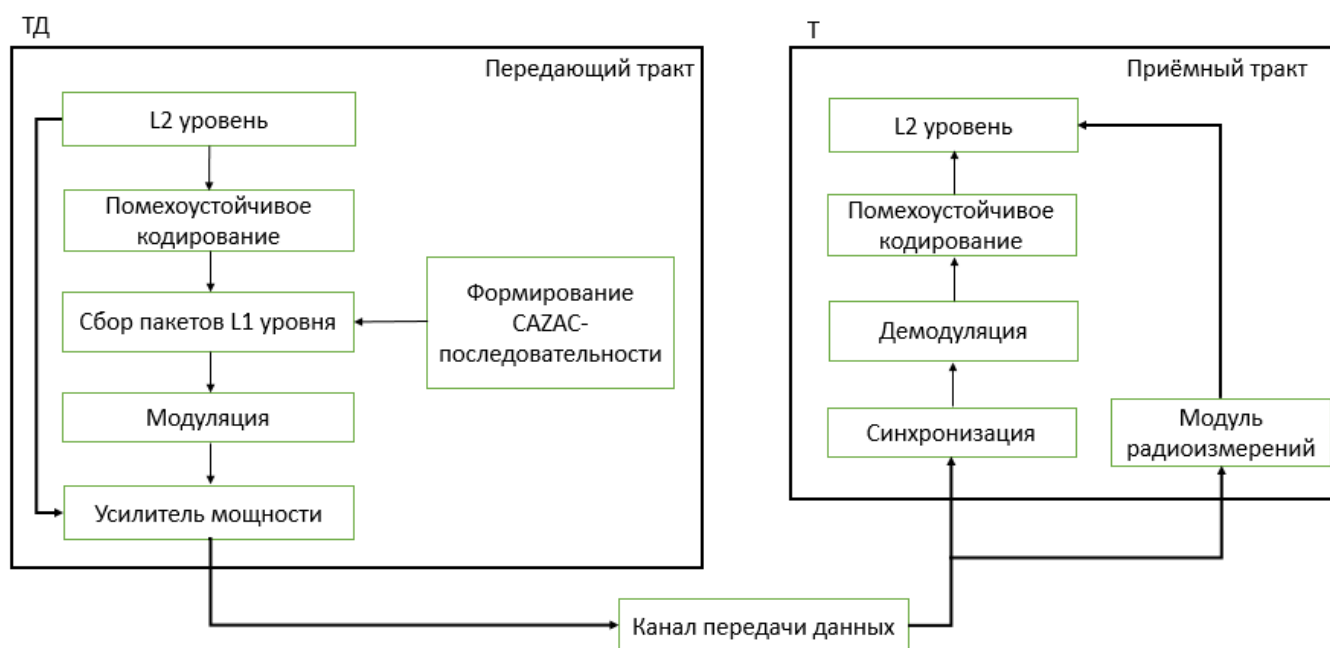 ТД
Передающий тракт
L2 уровень
Помехоустойчивое
кодирование
Сбор пакетов L1 уровня
Формирование
CAZAC-
последовательности
Модуляция
Усилитель мощности
Канал передачи данных
Т
Приёмный тракт
L2 уровень
Помехоустойчивое
кодирование
Демодуляция
Синхронизация
Модуль
радиоизмерений